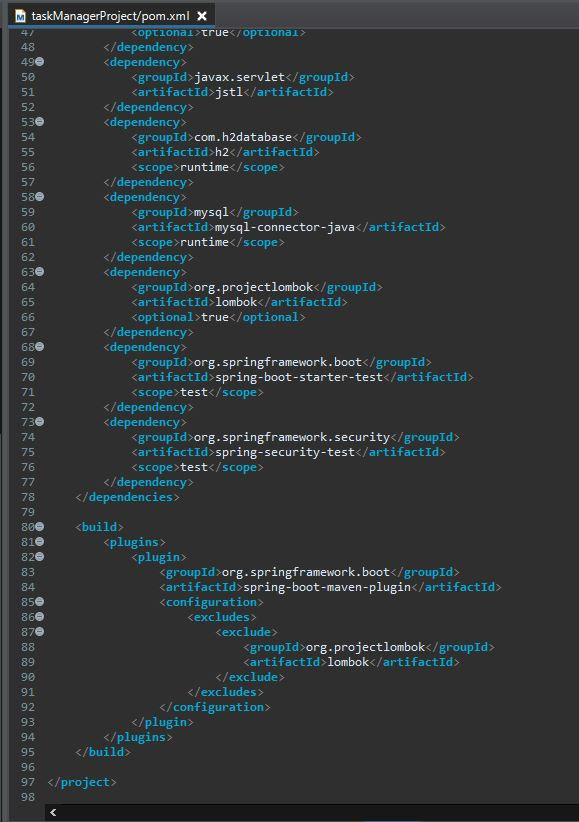 taskManagerProject/pom.xml
47 <optional>true</optional>
48 </dependency>
49 <dependency>
50 <groupId>javax.servlet</groupId>
51 <artifactId>jstl</artifactId>
52 </dependency>
53 <dependency>
54 <groupId>com.h2database</groupId>
55 <artifactId>h2</artifactId>
56 <scope>runtime</scope>
57 </dependency>
58 <dependency>
59 <groupId>mysql</groupId>
60 <artifactId>mysql-connector-java</artifactId>
61 <scope>runtime</scope>
62 </dependency>
63 <dependency>
64 <groupId>org.projectlombok</groupId>
65 <artifactId>lombok</artifactId>
66 <optional>true</optional>
67 </dependency>
68 <dependency>
69 <groupId>org.springframework.boot</groupId>
70 <artifactId>spring-boot-starter-test</artifactId>
71 <scope>test</scope>
72 </dependency>
73 <dependency>
74 <groupId>org.springframework.security</groupId>
75 <artifactId>spring-security-test</artifactId>
76 <scope>test</scope>
77 </dependency>
78 </dependencies>
79
80 <build>
81 <plugins>
82 <plugin>
83 <groupId>org.springframework.boot</groupId>
84 <artifactId>spring-boot-maven-plugin</artifactId>
85 <configuration>
86 <excludes>
87 <exclude>
88 <groupId>org.projectlombok</groupId>
89 <artifactId>lombok</artifactId>
90 </exclude>
91 </excludes>
92 </configuration>
93 </plugin>
94 </plugins>
95 </build>
96
97 </project>
98